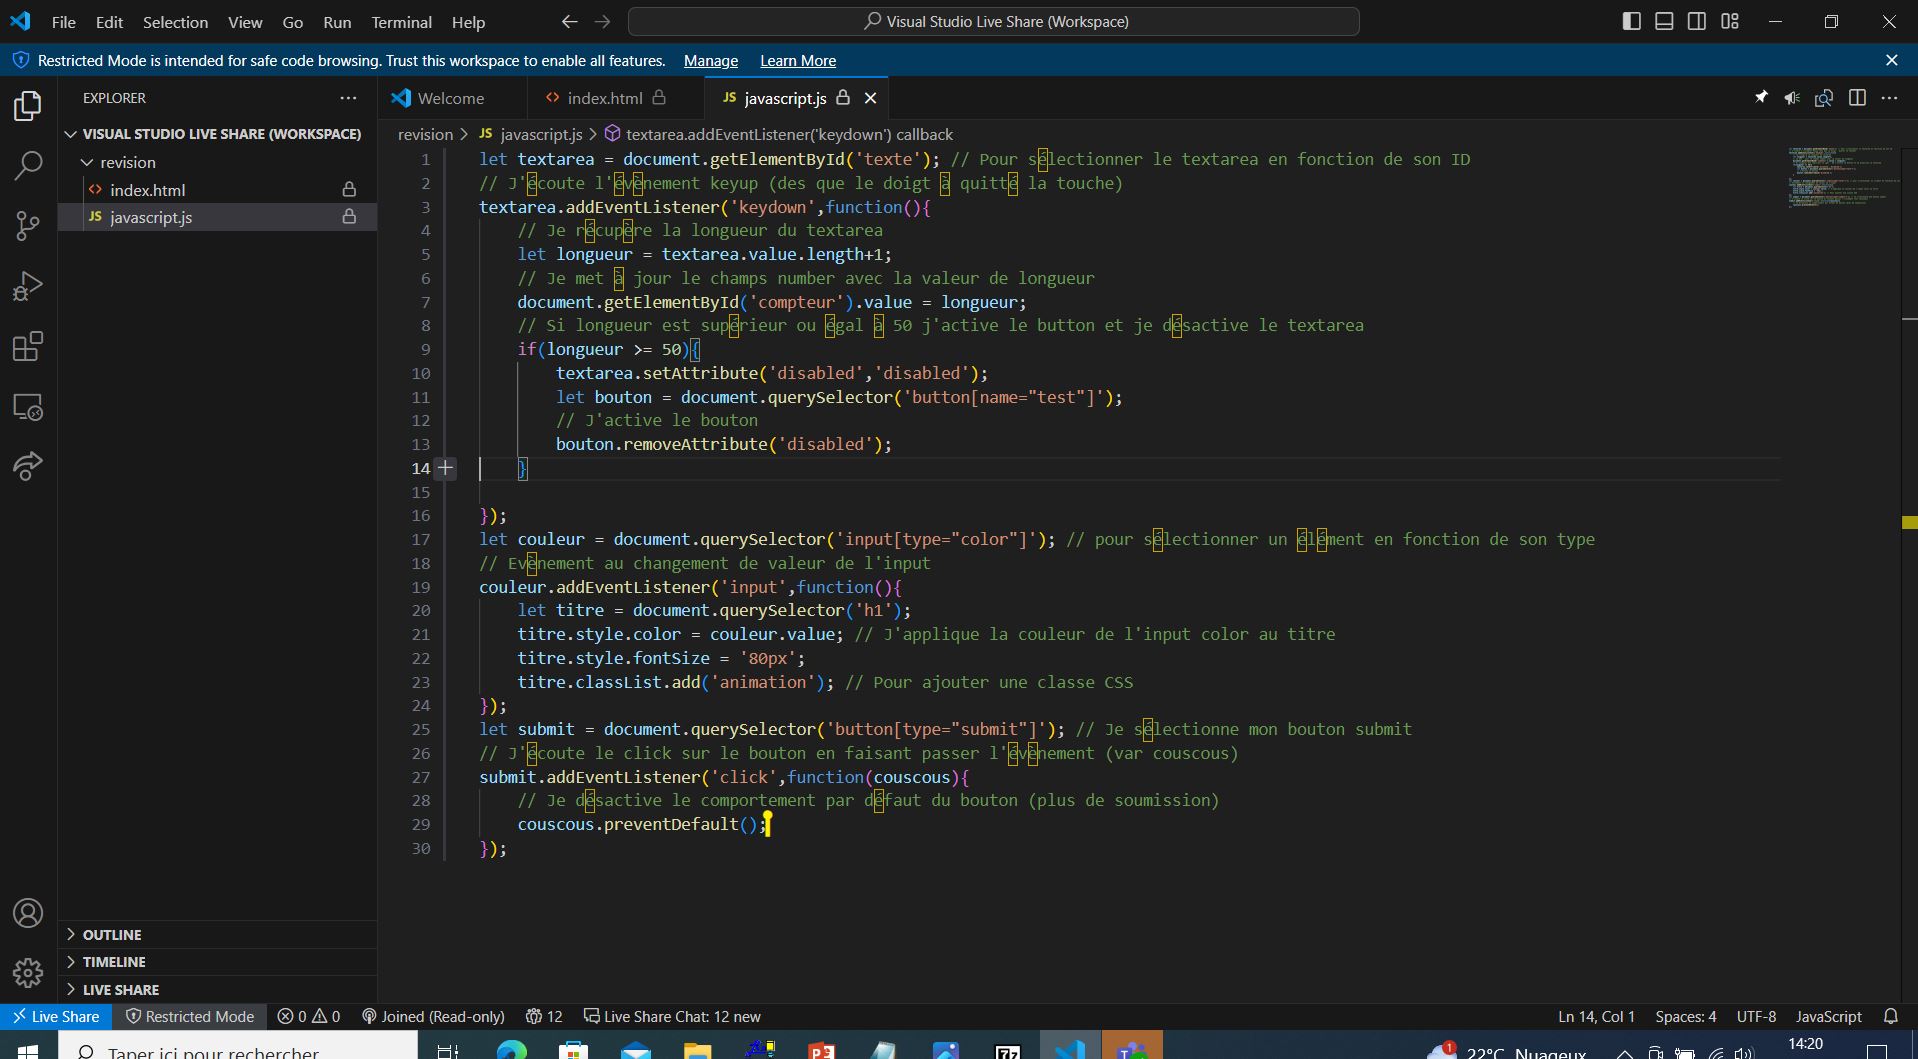 File Edit Selection View Go Run Terminal Help
Visual Studio Live Share (Workspace)
Restricted Mode is intended for safe code browsing. Trust this workspace to enable all features. Manage Learn More
EXPLORER
VISUAL STUDIO LIVE SHARE (WORKSPACE)
revision
index.html
JS javascript.js
OUTLINE
TIMELINE
LIVE SHARE
Welcome
index.html
JS javascript.js
revision > JS javascript.js > textarea.addEventListener('keydown') callback
1 let textarea = document.getElementById('texte'); // Pour sélectionner le textarea en fonction de son ID
2 // J'écoute l'évènement keyup (des que le doigt à quitté la touche)
3 textarea.addEventListener('keydown',function(){
4 // Je récupère la longueur du textarea
5 let longueur = textarea.value.length+1;
6 // Je met à jour le champs number avec la valeur de longueur
7 document.getElementById('compteur').value = longueur;
8 // Si longueur est supérieur ou égal à 50 j'active le button et je désactive le textarea
9 if(longueur >= 50){
10 textarea.setAttribute('disabled','disabled');
11 let bouton = document.querySelector('button[name="test"]');
12 // J'active le bouton
13 bouton.removeAttribute('disabled');
14 }
15
16 });
17 let couleur = document.querySelector('input[type="color"]'); // pour sélectionner un élément en fonction de son type
18 // Evènement au changement de valeur de l'input
19 couleur.addEventListener('input',function(){
20 let titre = document.querySelector('h1');
21 titre.style.color = couleur.value; // J'applique la couleur de l'input color au titre
22 titre.style.fontSize = '80px';
23 titre.classList.add('animation'); // Pour ajouter une classe CSS
24 });
25 let submit = document.querySelector('button[type="submit"]'); // Je sélectionne mon bouton submit
26 // J'écoute le click sur le bouton en faisant passer l'évènement (var couscous)
27 submit.addEventListener('click',function(couscous){
28 // Je désactive le comportement par défaut du bouton (plus de soumission)
29 couscous.preventDefault();
30 });
Live Share Restricted Mode 0 0 Joined (Read-only) 12 Live Share Chat: 12 new Ln 14, Col 1 Spaces: 4 UTF-8 JavaScript
Taper ici pour rechercher
1 22°C Nuageux 14:20